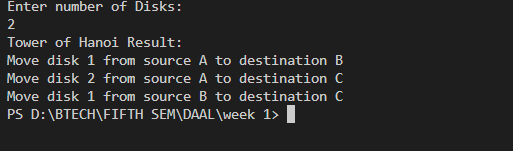 Enter number of Disks:
2
Tower of Hanoi Result:
Move disk 1 from source A to destination B
Move disk 2 from source A to destination C
Move disk 1 from source B to destination C
PS D:\BTECH\FIFTH SEM\DAAL\week 1>